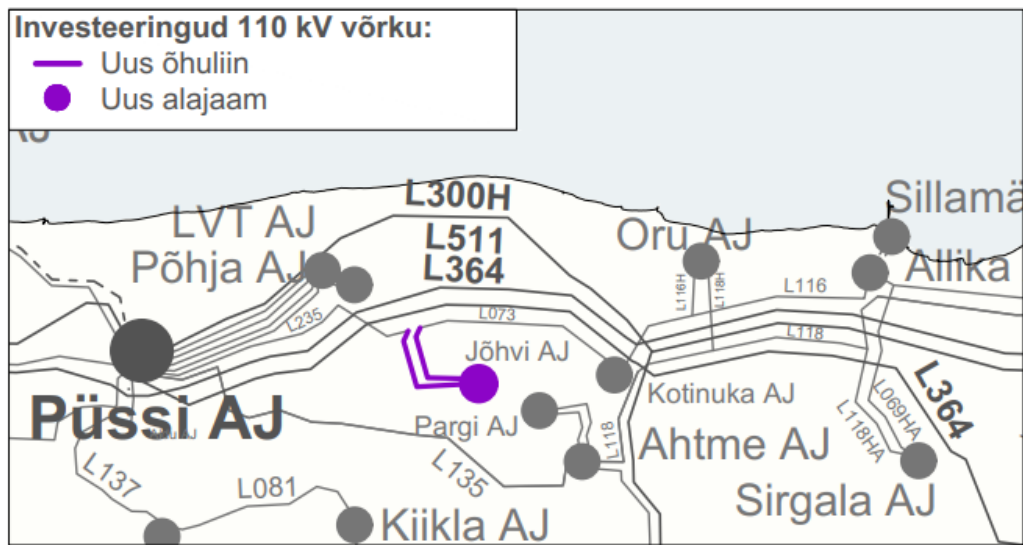 Investeeringud 110 kV võrku:
Uus õhuliin
Uus alajaam
AJ
L300H
Sillamä
LVT AJ
L511
Oru AJ
Põhja AJ
L364
Allika
L116H
L118H
L116
L235
L073
L118
Jõhvi AJ
Kotinuka AJ
L364
Püssi AJ
Pargi AJ
L118
L069HA
L118HA
Ahtme AJ
L137
L135
L081
Sirgala AJ
Kiikla AJ